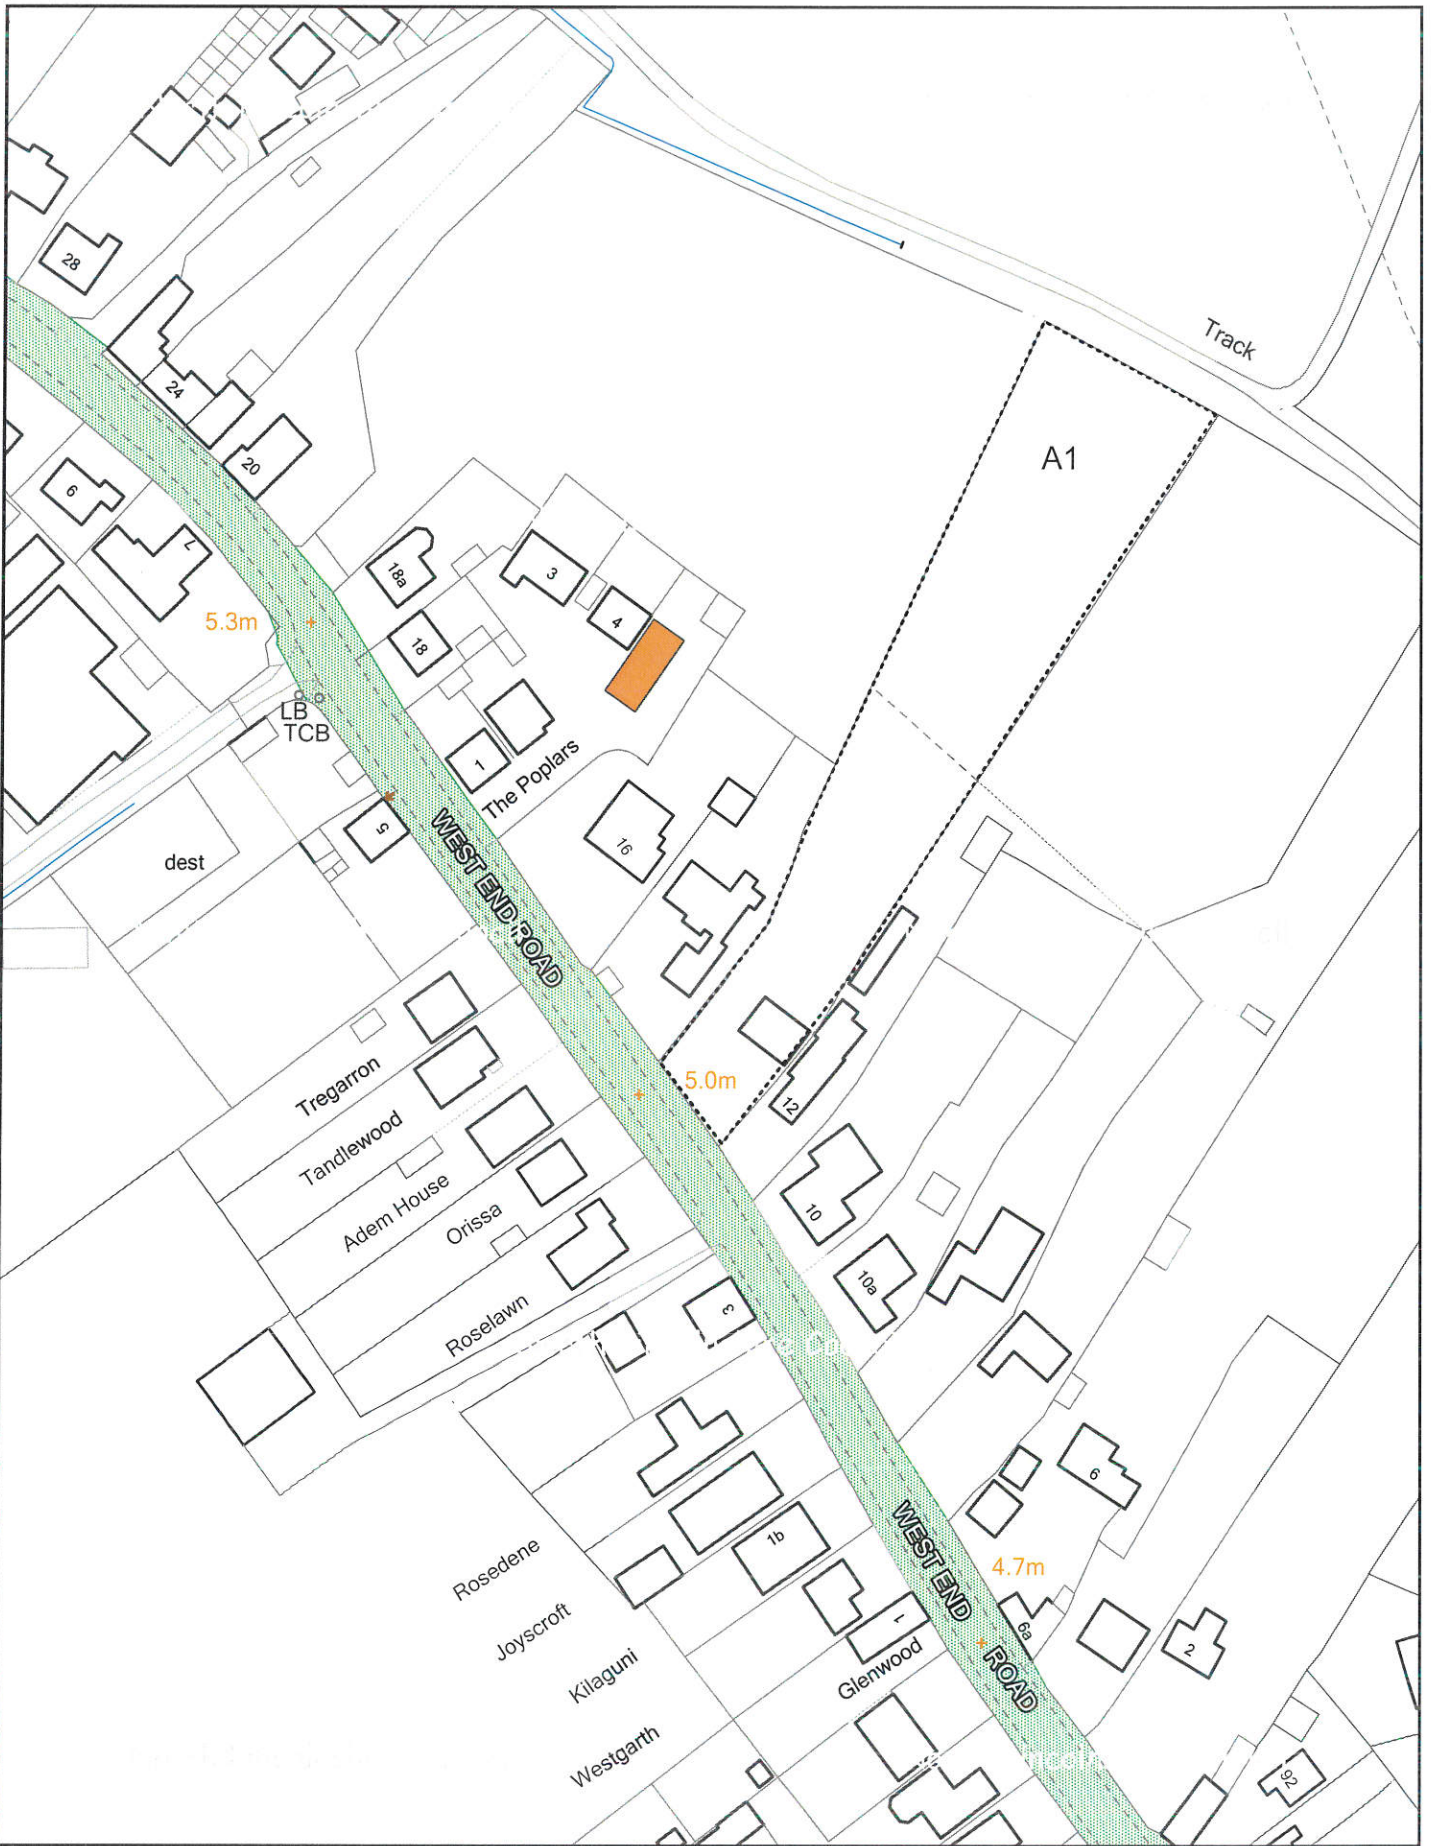 28
Track
24
A1
20
6
7
18a
3
4
5.3m
18
LB
TCB
1
The Poplars
WEST END ROAD
5
16
dest
Tregarron
5.0m
12
Tandlewood
Adem House
Orissa
10
10a
Roselawn
3
6
1b
WEST END ROAD
Rosedene
4.7m
Joyscroft
1
6a
2
Kilaguni
Glenwood
Westgarth
92